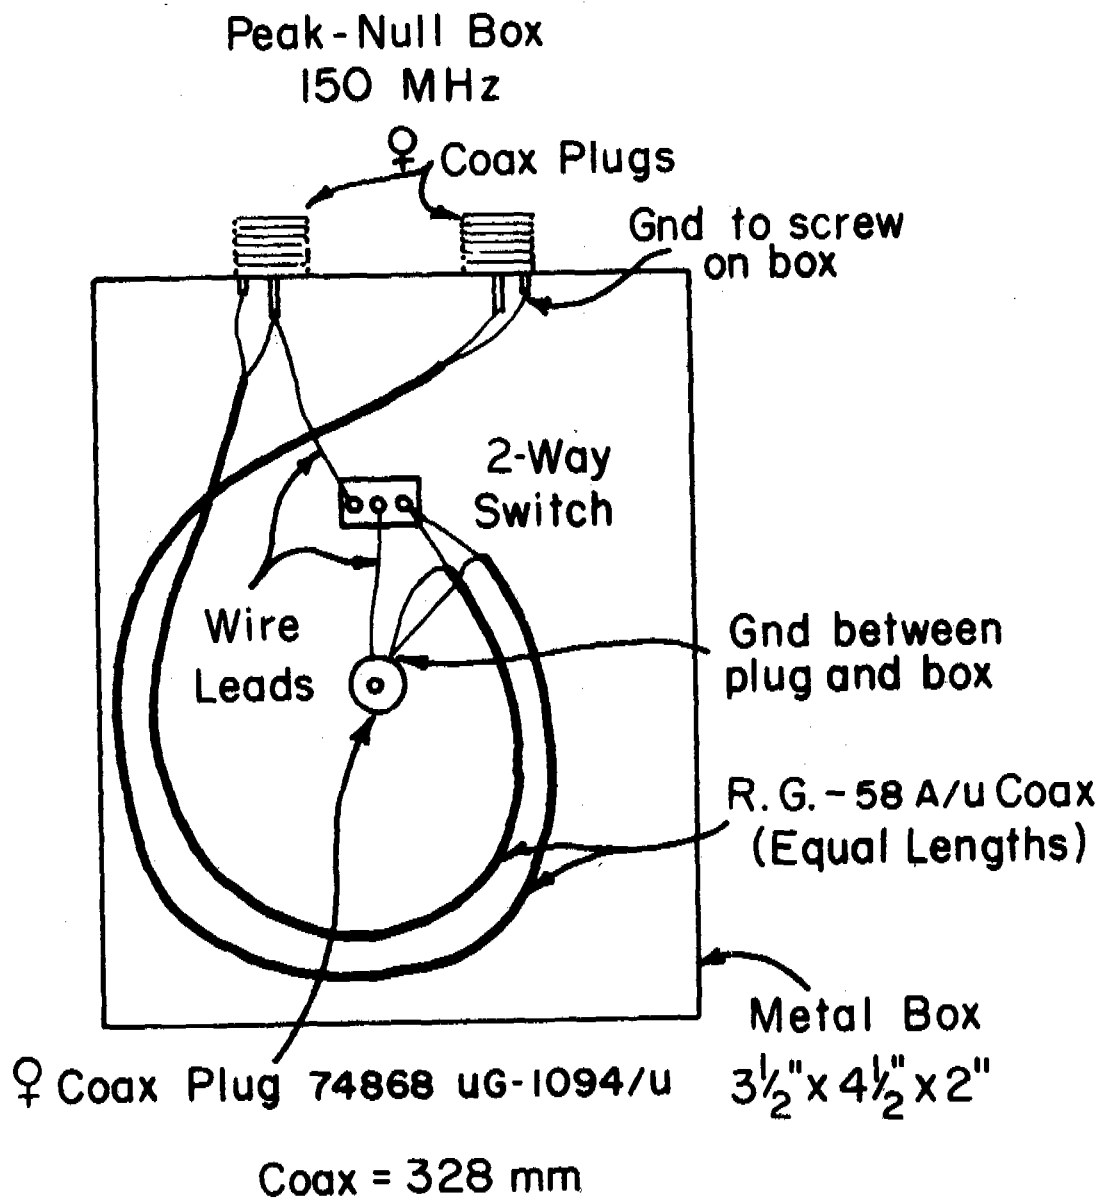 Peak-Null Box
150 MHz
♀ Coax Plugs
Gnd to screw
on box
2-Way
Switch
Wire
Leads
Gnd between
plug and box
R.G.-58 A/u Coax
(Equal Lengths)
Metal Box
3½" x 4½" x 2"
♀ Coax Plug 74868 uG-1094/u
Coax = 328 mm